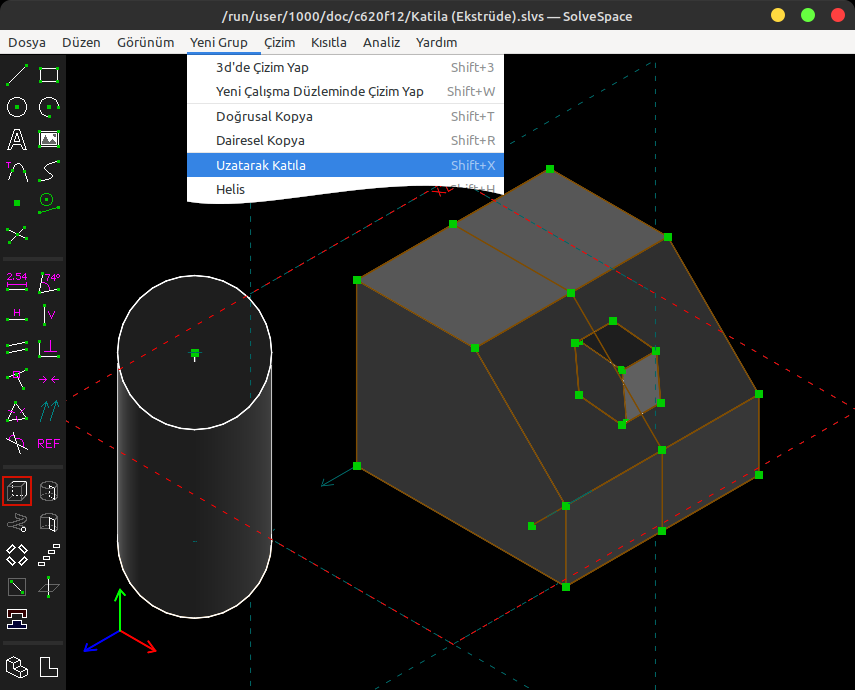 /run/user/1000/doc/c620f12/Katila (Ekstrüde).slvs — SolveSpace
Dosya Düzen Görünüm Yeni Grup Çizim Kısıtla Analiz Yardım
3d'de Çizim Yap Shift+3
Yeni Çalışma Düzleminde Çizim Yap Shift+W
Doğrusal Kopya Shift+T
Dairesel Kopya Shift+R
Uzatarak Katıla Shift+X
Helis Shift+H
A
T
2.54 74°
H V
REF